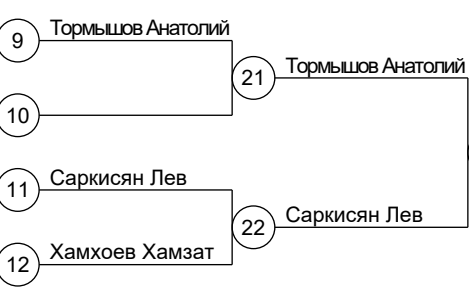 9 Тормышов Анатолий
21 Тормышов Анатолий
10
11 Саркисян Лев
22 Саркисян Лев
12 Хамхоев Хамзат